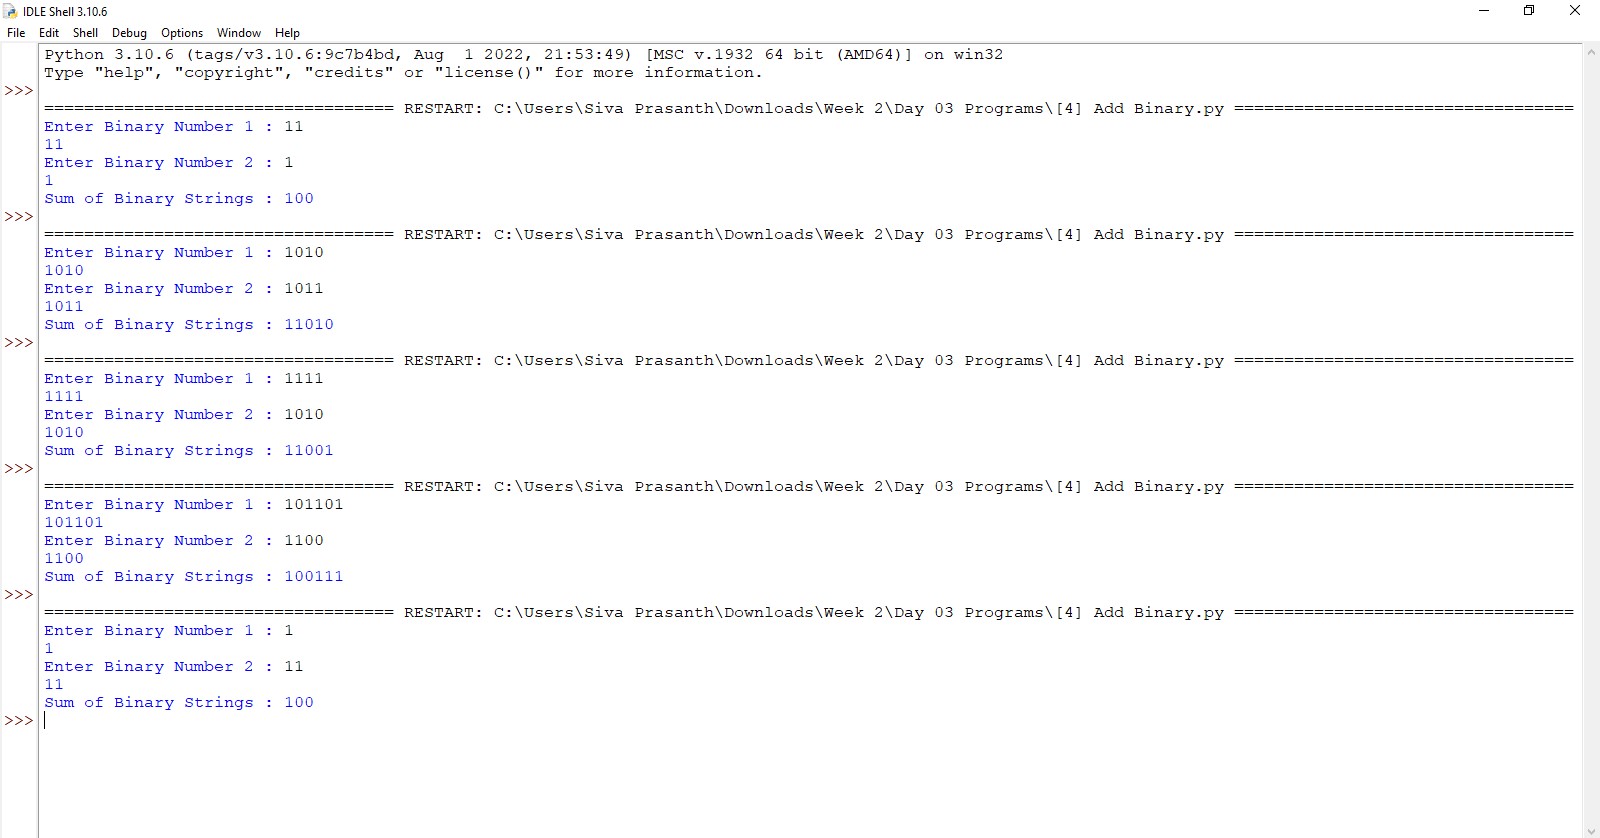 IDLE Shell 3.10.6
File Edit Shell Debug Options Window Help
Python 3.10.6 (tags/v3.10.6:9c7b4bd, Aug  1 2022, 21:53:49) [MSC v.1932 64 bit (AMD64)] on win32
Type "help", "copyright", "credits" or "license()" for more information.
>>>
=================================== RESTART: C:\Users\Siva Prasanth\Downloads\Week 2\Day 03 Programs\[4] Add Binary.py ==================================
Enter Binary Number 1 : 11
11
Enter Binary Number 2 : 1
1
Sum of Binary Strings : 100
>>>
=================================== RESTART: C:\Users\Siva Prasanth\Downloads\Week 2\Day 03 Programs\[4] Add Binary.py ==================================
Enter Binary Number 1 : 1010
1010
Enter Binary Number 2 : 1011
1011
Sum of Binary Strings : 11010
>>>
=================================== RESTART: C:\Users\Siva Prasanth\Downloads\Week 2\Day 03 Programs\[4] Add Binary.py ==================================
Enter Binary Number 1 : 1111
1111
Enter Binary Number 2 : 1010
1010
Sum of Binary Strings : 11001
>>>
=================================== RESTART: C:\Users\Siva Prasanth\Downloads\Week 2\Day 03 Programs\[4] Add Binary.py ==================================
Enter Binary Number 1 : 101101
101101
Enter Binary Number 2 : 1100
1100
Sum of Binary Strings : 100111
>>>
=================================== RESTART: C:\Users\Siva Prasanth\Downloads\Week 2\Day 03 Programs\[4] Add Binary.py ==================================
Enter Binary Number 1 : 1
1
Enter Binary Number 2 : 11
11
Sum of Binary Strings : 100
>>>